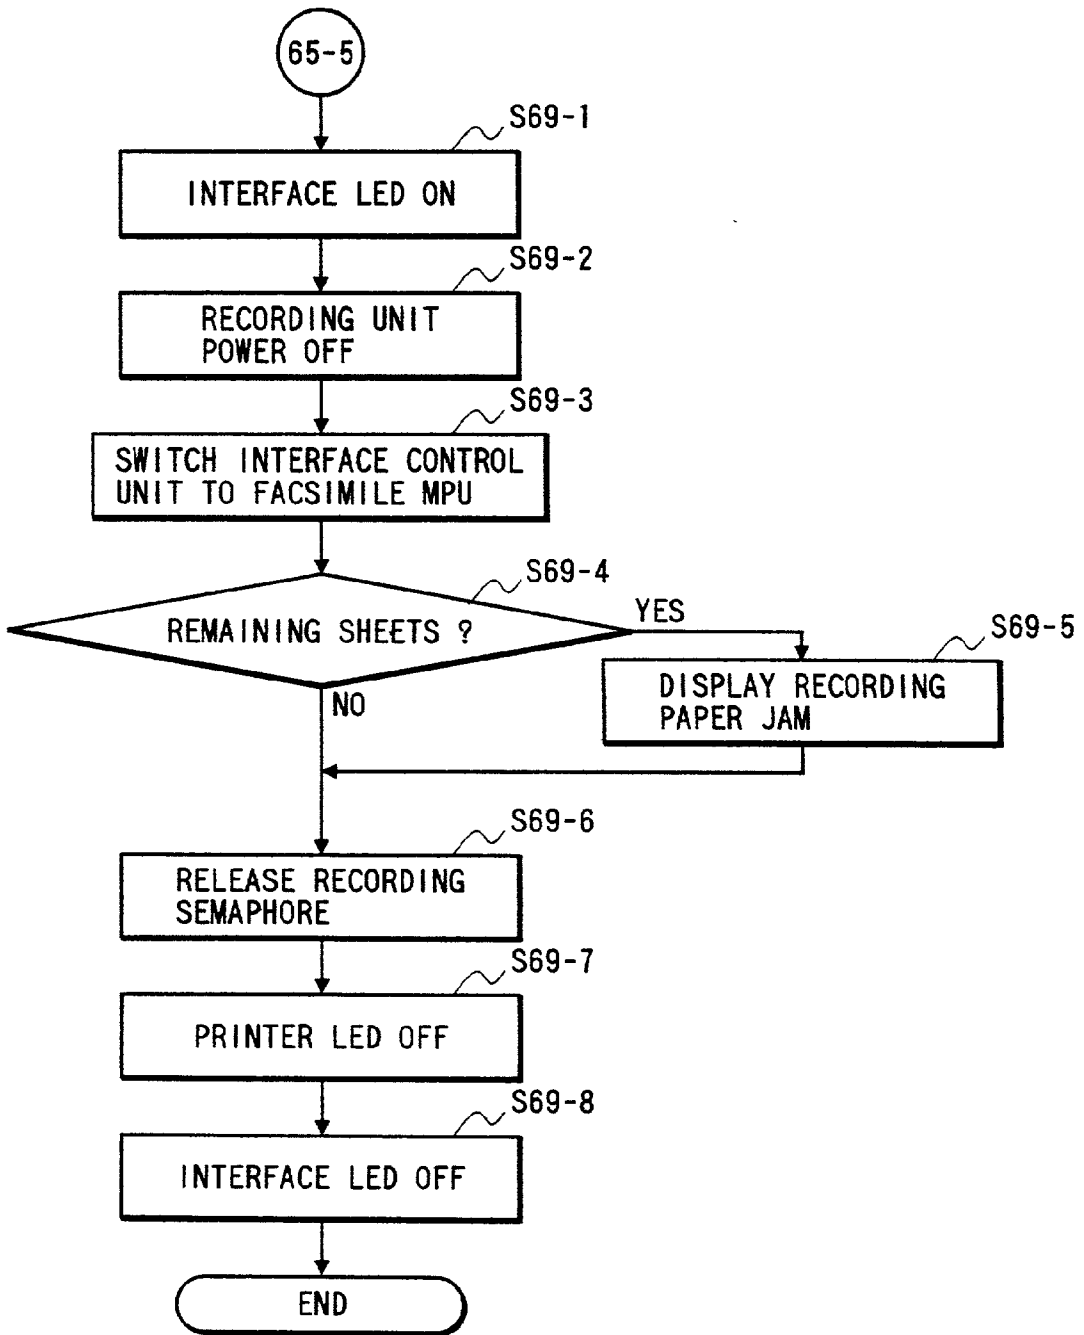 65-5
S69-1
INTERFACE LED ON
S69-2
RECORDING UNIT
POWER OFF
S69-3
SWITCH INTERFACE CONTROL
UNIT TO FACSIMILE MPU
S69-4
REMAINING SHEETS ?
YES
S69-5
DISPLAY RECORDING
PAPER JAM
NO
S69-6
RELEASE RECORDING
SEMAPHORE
S69-7
PRINTER LED OFF
S69-8
INTERFACE LED OFF
END